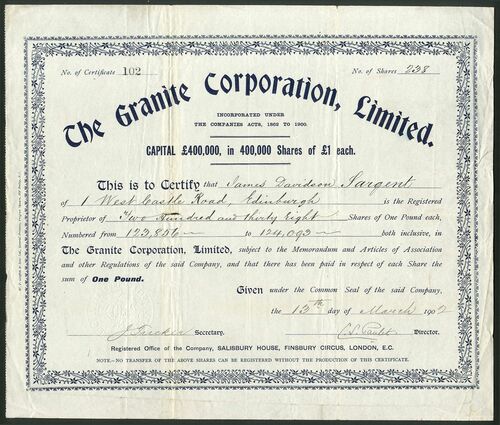 No. of Certificate 102
No. of Shares 238
The Granite Corporation, Limited.
INCORPORATED UNDER
THE COMPANIES ACTS, 1862 TO 1900.
CAPITAL £400,000, in 400,000 Shares of £1 each.
This is to Certify that James Davidson Sargent
of 1 West Castle Road, Edinburgh is the Registered
Proprietor of Two Hundred and thirty Eight Shares of One Pound each,
Numbered from 123,856 to 124,093 both inclusive, in
The Granite Corporation, Limited, subject to the Memorandum and Articles of Association
and other Regulations of the said Company, and that there has been paid in respect of each Share the
sum of One Pound.
Given under the Common Seal of the said Company,
the 13th day of March 1902
Secretary.
Director.
Registered Office of the Company, SALISBURY HOUSE, FINSBURY CIRCUS, LONDON, E.C.
NOTE.—NO TRANSFER OF THE ABOVE SHARES CAN BE REGISTERED WITHOUT THE PRODUCTION OF THIS CERTIFICATE.